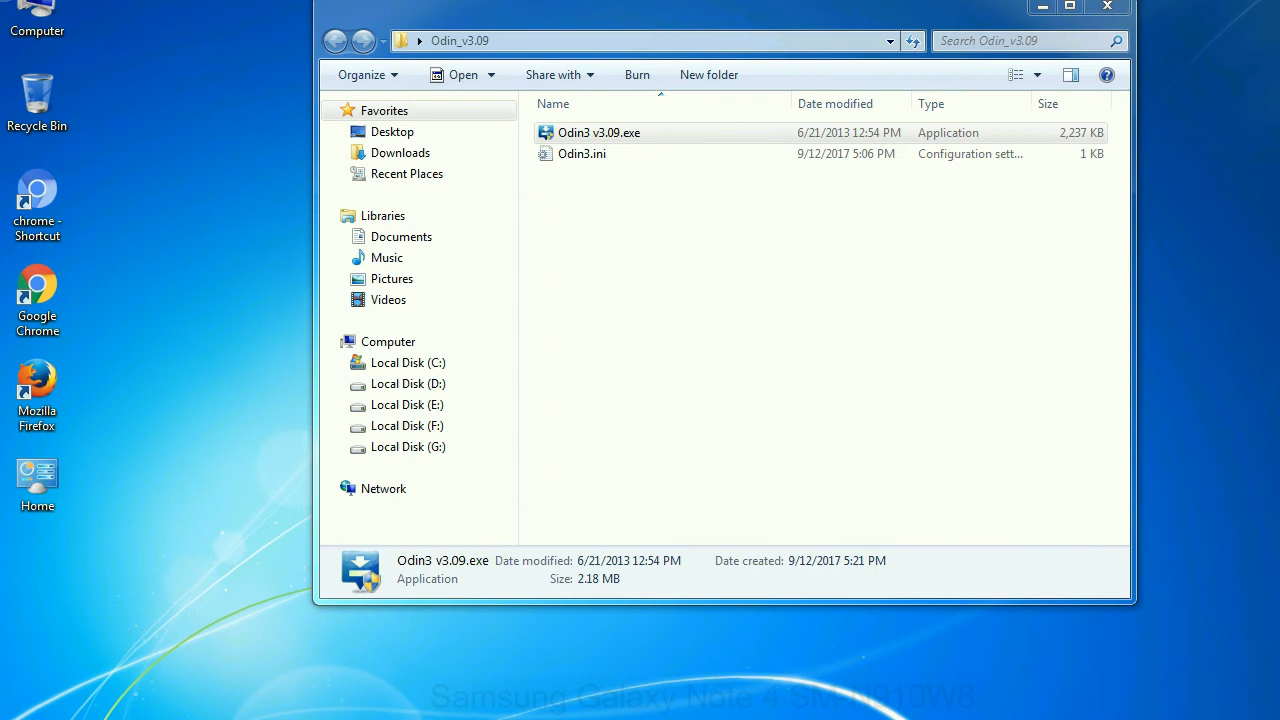 Computer
Recycle Bin
chrome -
Shortcut
Google
Chrome
Mozilla
Firefox
Home
Odin_v3.09
Search Odin_v3.09
Organize
Open
Share with
Burn
New folder
Name
Date modified
Type
Size
Odin3 v3.09.exe
6/21/2013 12:54 PM
Application
2,237 KB
Odin3.ini
9/12/2017 5:06 PM
Configuration sett...
1 KB
Favorites
Desktop
Downloads
Recent Places
Libraries
Documents
Music
Pictures
Videos
Computer
Local Disk (C:)
Local Disk (D:)
Local Disk (E:)
Local Disk (F:)
Local Disk (G:)
Network
Odin3 v3.09.exe
Date modified: 6/21/2013 12:54 PM
Date created: 9/12/2017 5:21 PM
Application
Size: 2.18 MB
Samsung Galaxy Note 4 SM-N910W8